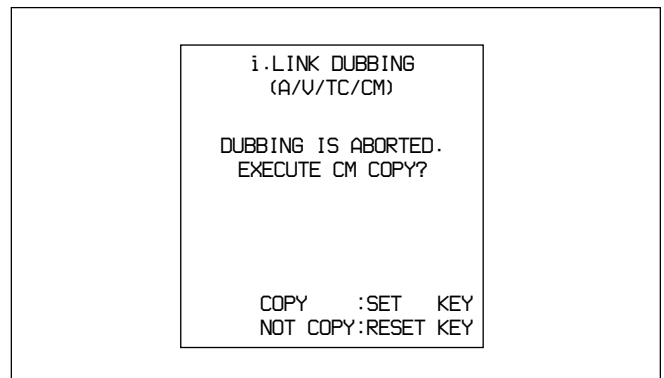 i.LINK DUBBING
(A/V/TC/CM)
DUBBING IS ABORTED.
EXECUTE CM COPY?
COPY :SET KEY
NOT COPY:RESET KEY